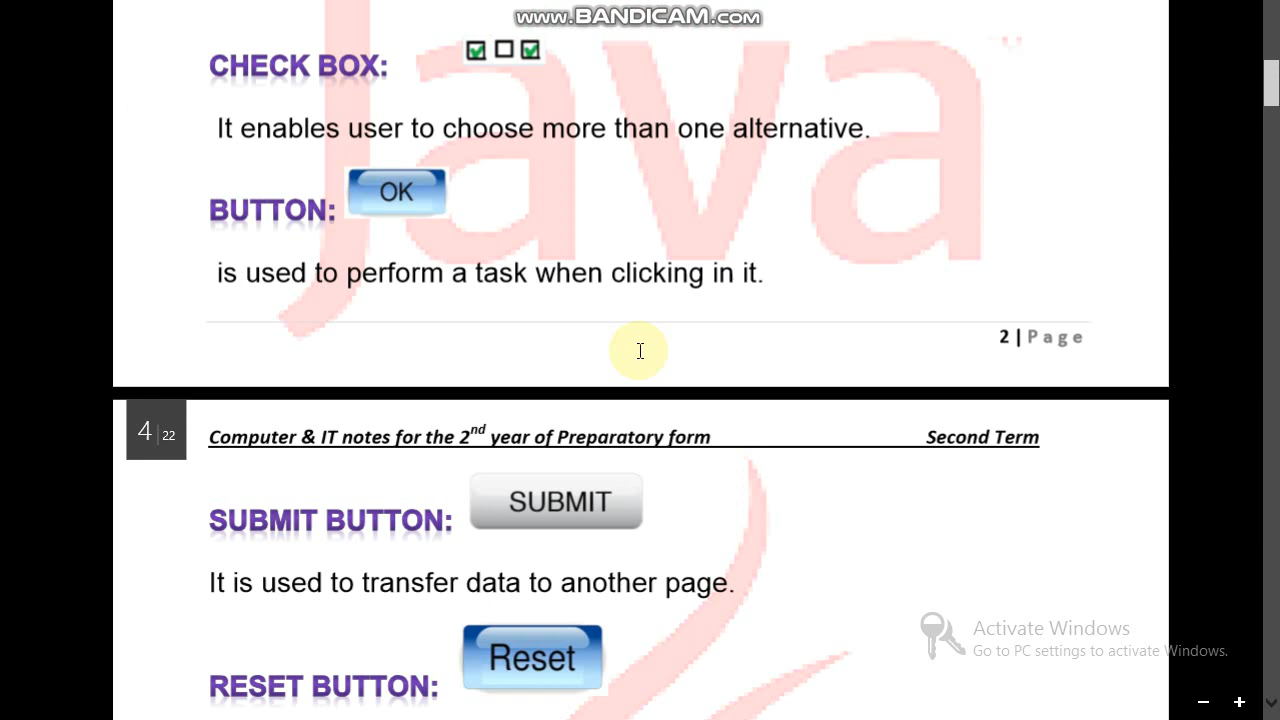 www.BANDICAM.com
CHECK BOX:
It enables user to choose more than one alternative.
BUTTON: OK
is used to perform a task when clicking in it.
Java
2 | Page
4 | 22
Computer & IT notes for the 2nd year of Preparatory form Second Term
SUBMIT BUTTON: SUBMIT
It is used to transfer data to another page.
Activate Windows
Go to PC settings to activate Windows.
RESET BUTTON: Reset